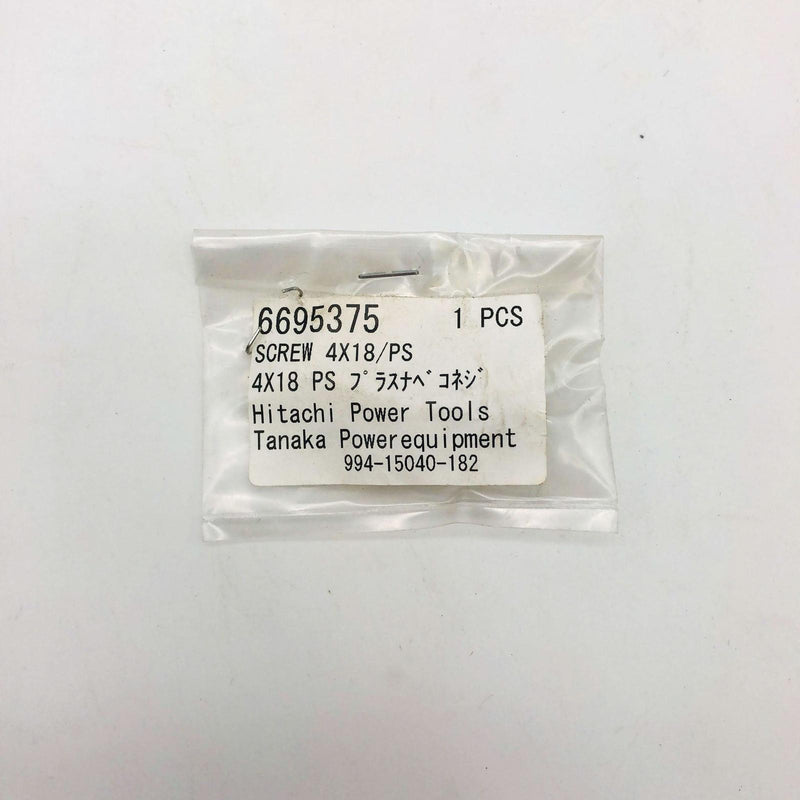 6695375 1 PCS
SCREW 4X18/PS
4X18 PS プラスナベコネジ
Hitachi Power Tools
Tanaka Powerequipment
994-15040-182